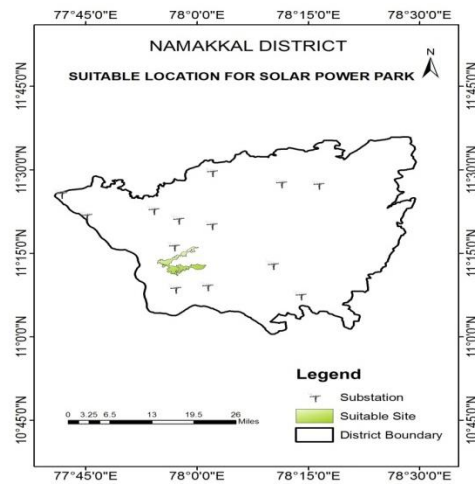 77°45'0"E 78°0'0"E 78°15'0"E 78°30'0"E
NAMAKKAL DISTRICT
SUITABLE LOCATION FOR SOLAR POWER PARK
N
11°45'0"N 11°45'0"N
11°30'0"N 11°30'0"N
11°15'0"N 11°15'0"N
11°0'0"N 11°0'0"N
10°45'0"N 10°45'0"N
Legend
Substation
Suitable Site
District Boundary
0 3.25 6.5 13 19.5 26
Miles
77°45'0"E 78°0'0"E 78°15'0"E 78°30'0"E